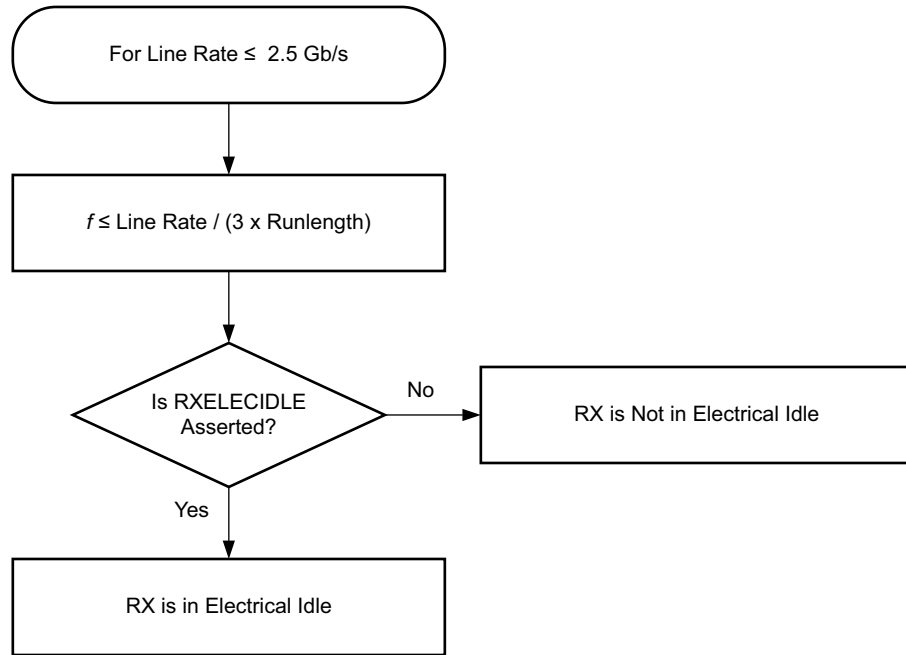 For Line Rate ≤ 2.5 Gb/s
f ≤ Line Rate / (3 x Runlength)
Is RXELECIDLE
Asserted?
No
RX is Not in Electrical Idle
Yes
RX is in Electrical Idle